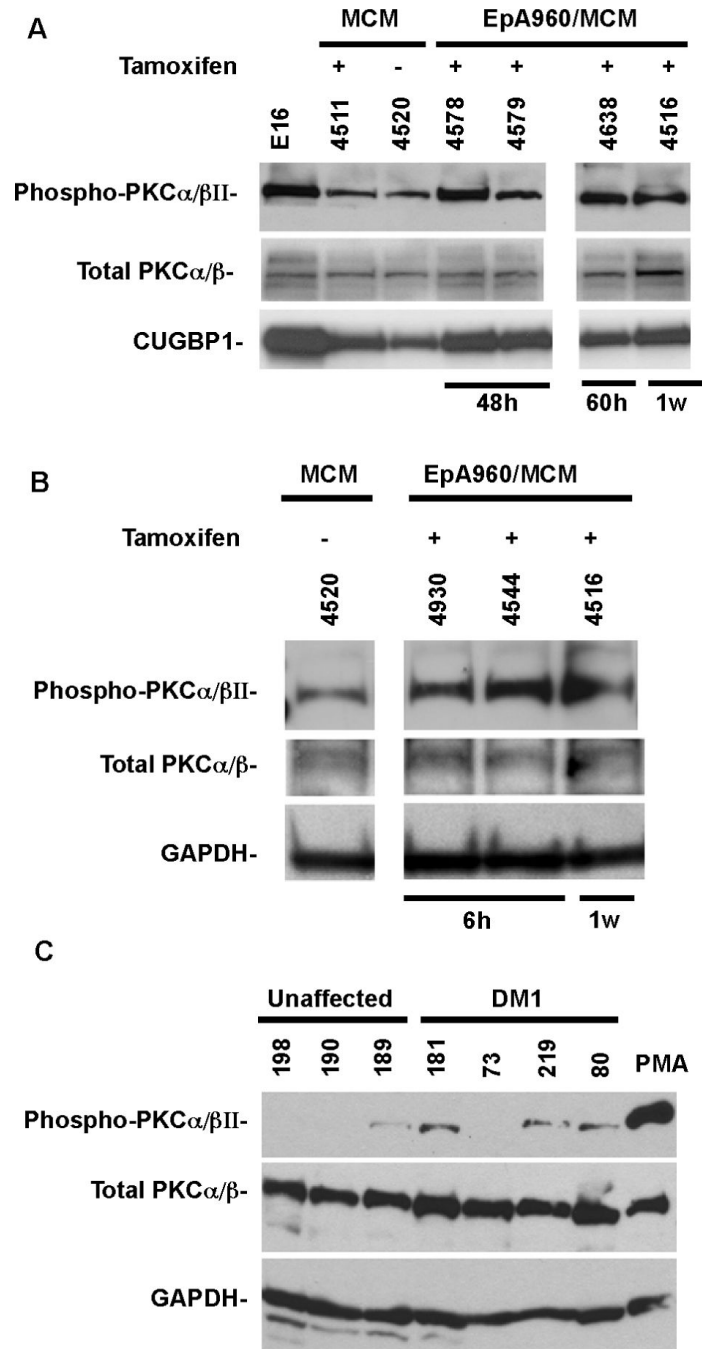 A
MCM EpA960/MCM
Tamoxifen + - + + + +
E16 4511 4520 4578 4579 4638 4516
Phospho-PKCα/βII-
Total PKCα/β-
CUGBP1-
48h 60h 1w
B
MCM EpA960/MCM
Tamoxifen - + + +
4520 4930 4544 4516
Phospho-PKCα/βII-
Total PKCα/β-
GAPDH-
6h 1w
C
Unaffected DM1
198 190 189 181 73 219 80 PMA
Phospho-PKCα/βII-
Total PKCα/β-
GAPDH-